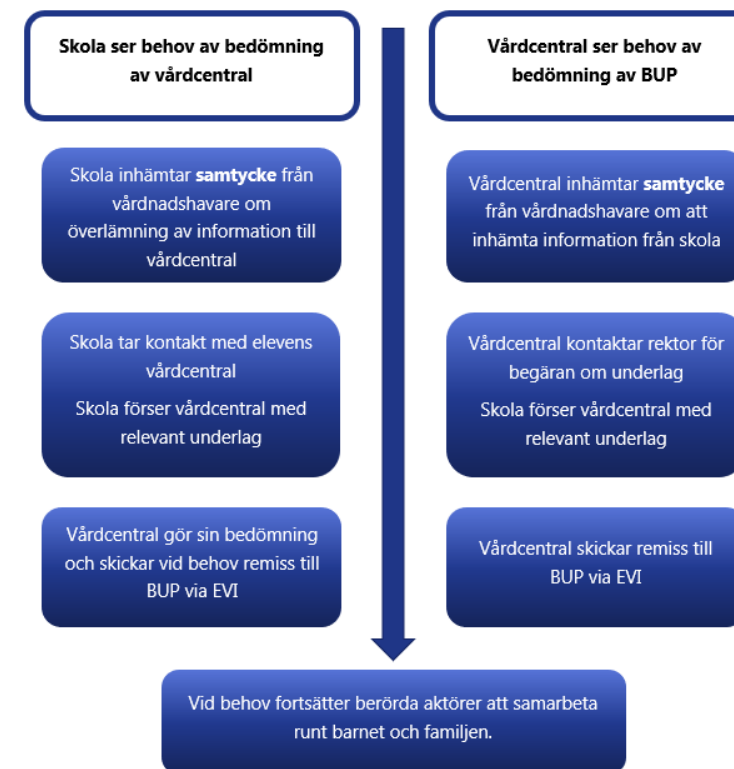 Skola ser behov av bedömning
av vårdcentral
Skola inhämtar samtycke från
vårdnadshavare om
överlämning av information till
vårdcentral
Skola tar kontakt med elevens
vårdcentral
Skola förser vårdcentral med
relevant underlag
Vårdcentral gör sin bedömning
och skickar vid behov remiss till
BUP via EVI
Vårdcentral ser behov av
bedömning av BUP
Vårdcentral inhämtar samtycke
från vårdnadshavare om att
inhämta information från skola
Vårdcentral kontaktar rektor för
begäran om underlag
Skola förser vårdcentral med
relevant underlag
Vårdcentral skickar remiss till
BUP via EVI
Vid behov fortsätter berörda aktörer att samarbeta
runt barnet och familjen.